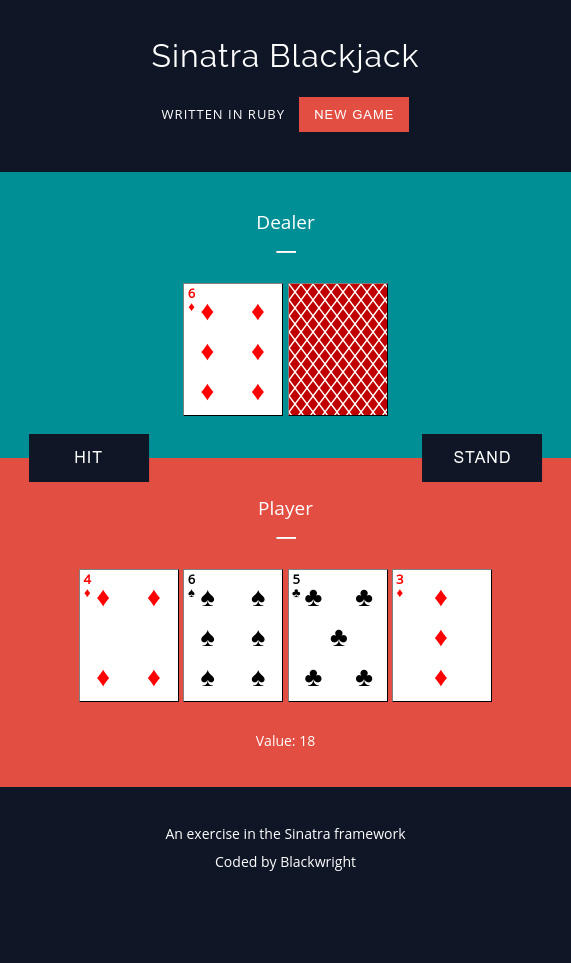 Sinatra Blackjack
WRITTEN IN RUBY NEW GAME
Dealer
6
HIT STAND
Player
4 6 5 3
Value: 18
An exercise in the Sinatra framework
Coded by Blackwright